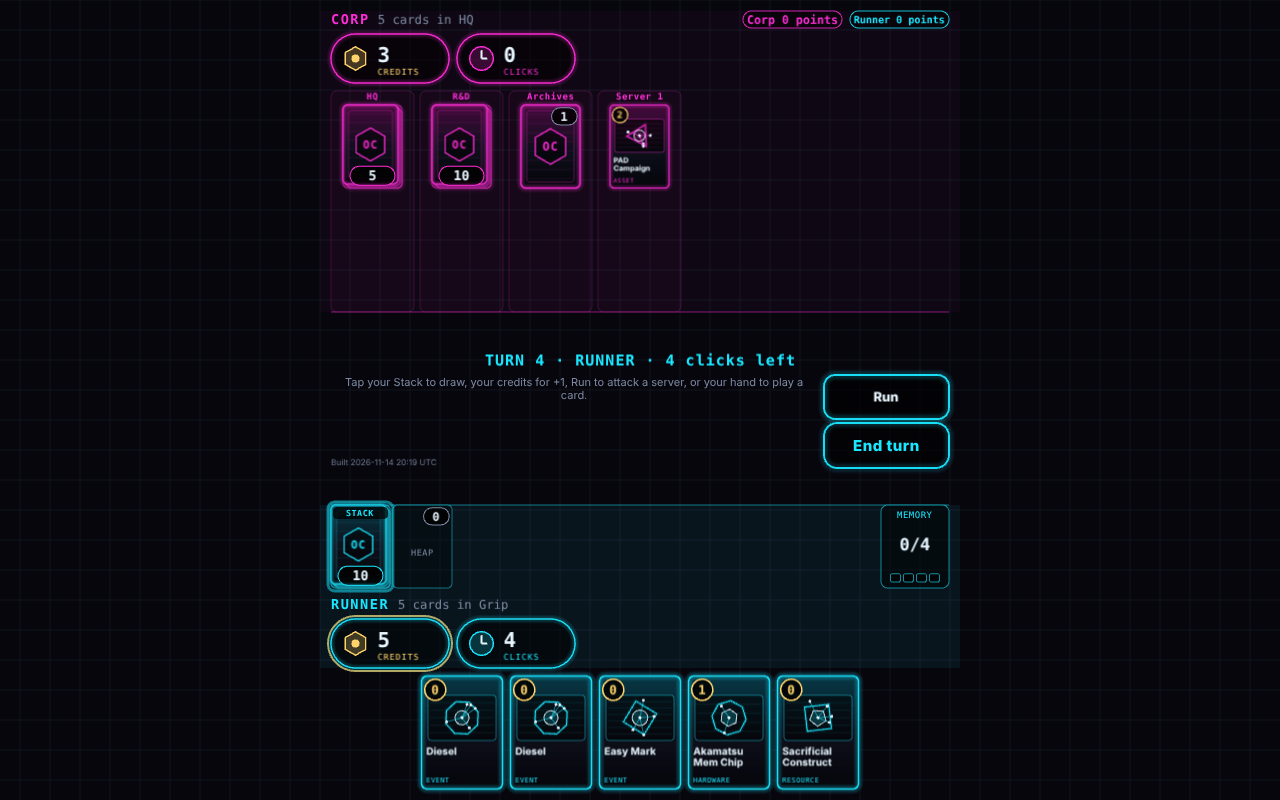 CORP 5 cards in HQ
Corp 0 points
Runner 0 points
3
CREDITS
0
CLICKS
HQ
R&D
Archives
Server 1
OC
5
OC
10
1
OC
2
PAD
Campaign
ASSET
TURN 4 · RUNNER · 4 clicks left
Tap your Stack to draw, your credits for +1, Run to attack a server, or your hand to play a
card.
Run
End turn
Built 2026-11-14 20:19 UTC
STACK
OC
10
0
HEAP
MEMORY
0/4
RUNNER 5 cards in Grip
5
CREDITS
4
CLICKS
0
Diesel
EVENT
0
Diesel
EVENT
0
Easy Mark
EVENT
1
Akamatsu
Mem Chip
HARDWARE
0
Sacrificial
Construct
RESOURCE